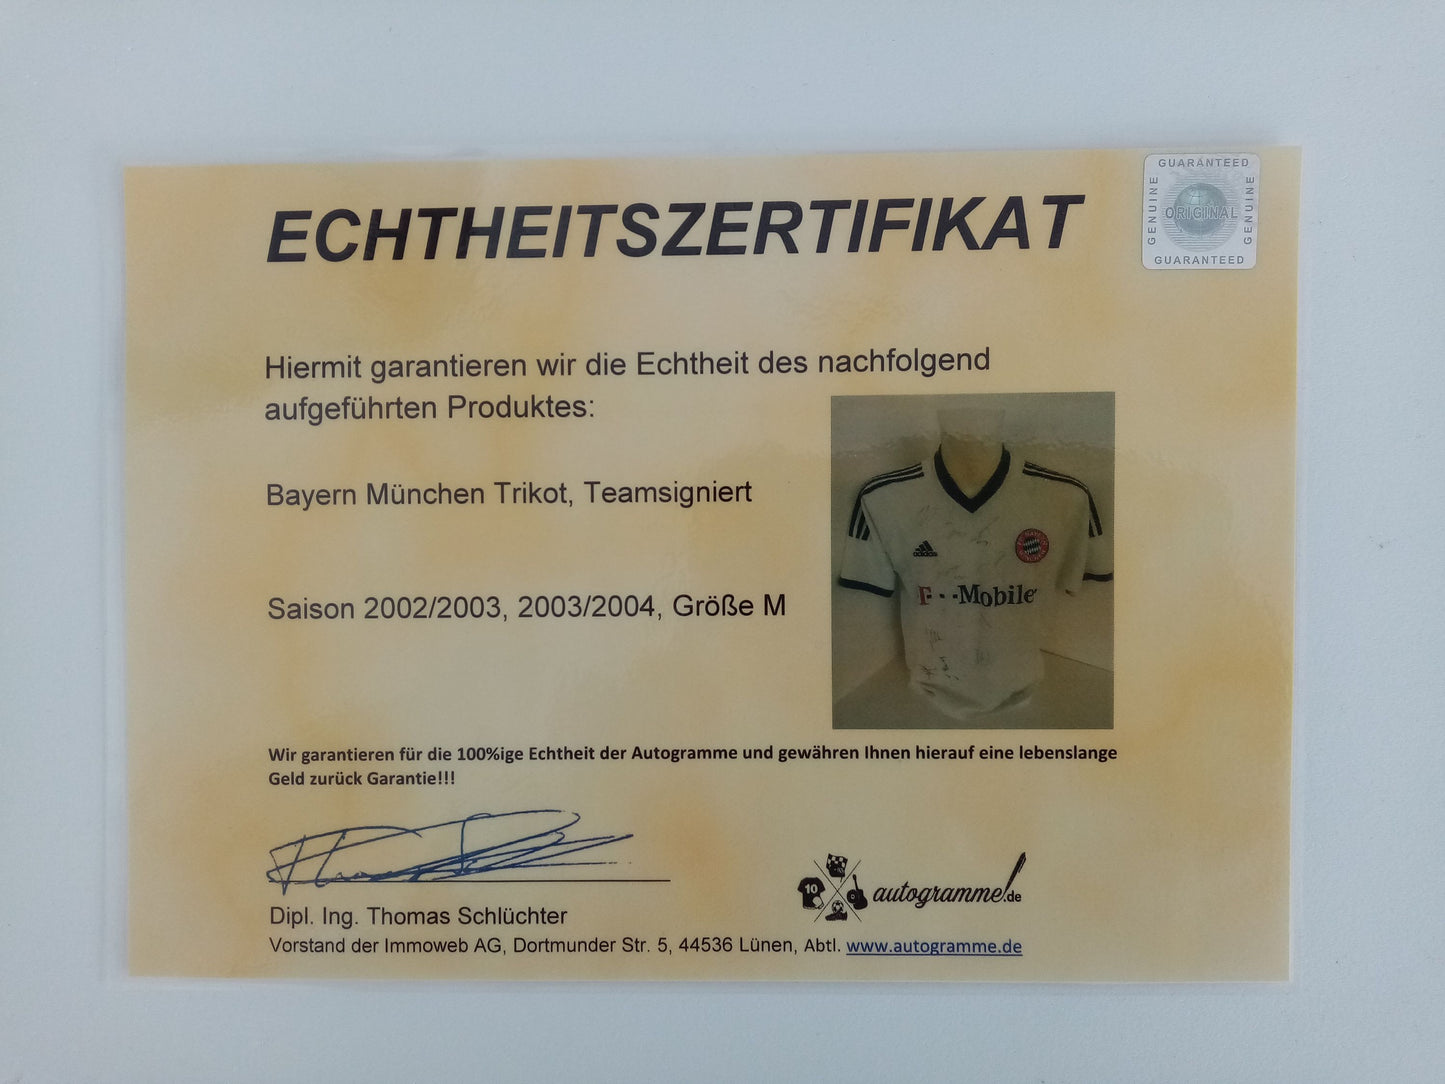 GUARANTEED
GENUINE
ORIGINAL
GENUINE
GUARANTEED
ECHTHEITSZERTIFIKAT
Hiermit garantieren wir die Echtheit des nachfolgend
aufgeführten Produktes:
Bayern München Trikot, Teamsigniert
adidas
T··Mobile
Saison 2002/2003, 2003/2004, Größe M
Wir garantieren für die 100%ige Echtheit der Autogramme und gewähren Ihnen hierauf eine lebenslange
Geld zurück Garantie!!!
10
autogramme!.de
Dipl. Ing. Thomas Schlüchter
Vorstand der Immoweb AG, Dortmunder Str. 5, 44536 Lünen, Abtl. www.autogramme.de